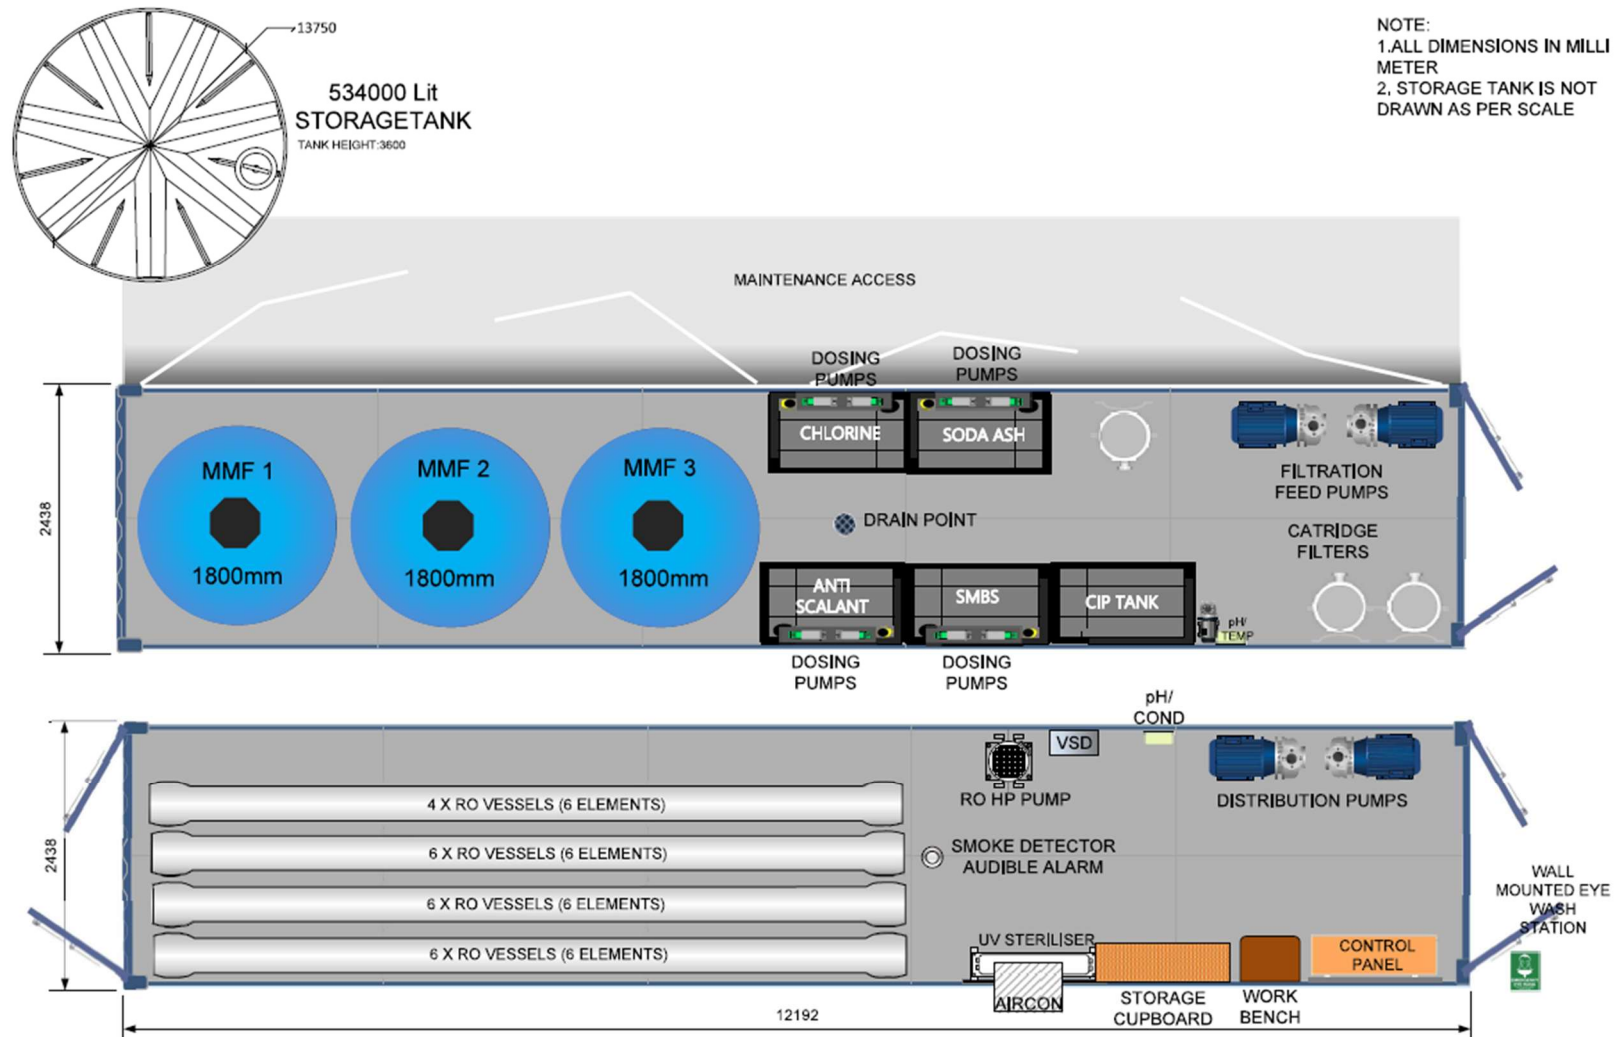 13750
534000 Lit
STORAGETANK
TANK HEIGHT:3600
NOTE:
1.ALL DIMENSIONS IN MILLI
METER
2, STORAGE TANK IS NOT
DRAWN AS PER SCALE
MAINTENANCE ACCESS
DOSING
PUMPS
DOSING
PUMPS
CHLORINE
SODA ASH
MMF 1
1800mm
MMF 2
1800mm
MMF 3
1800mm
2438
DRAIN POINT
FILTRATION
FEED PUMPS
CATRIDGE
FILTERS
ANTI
SCALANT
SMBS
CIP TANK
pH/
TEMP
DOSING
PUMPS
DOSING
PUMPS
pH/
COND
VSD
RO HP PUMP
DISTRIBUTION PUMPS
4 X RO VESSELS (6 ELEMENTS)
6 X RO VESSELS (6 ELEMENTS)
6 X RO VESSELS (6 ELEMENTS)
6 X RO VESSELS (6 ELEMENTS)
2438
SMOKE DETECTOR
AUDIBLE ALARM
UV STERILISER
AIRCON
STORAGE
CUPBOARD
WORK
BENCH
CONTROL
PANEL
WALL
MOUNTED EYE
WASH
STATION
12192